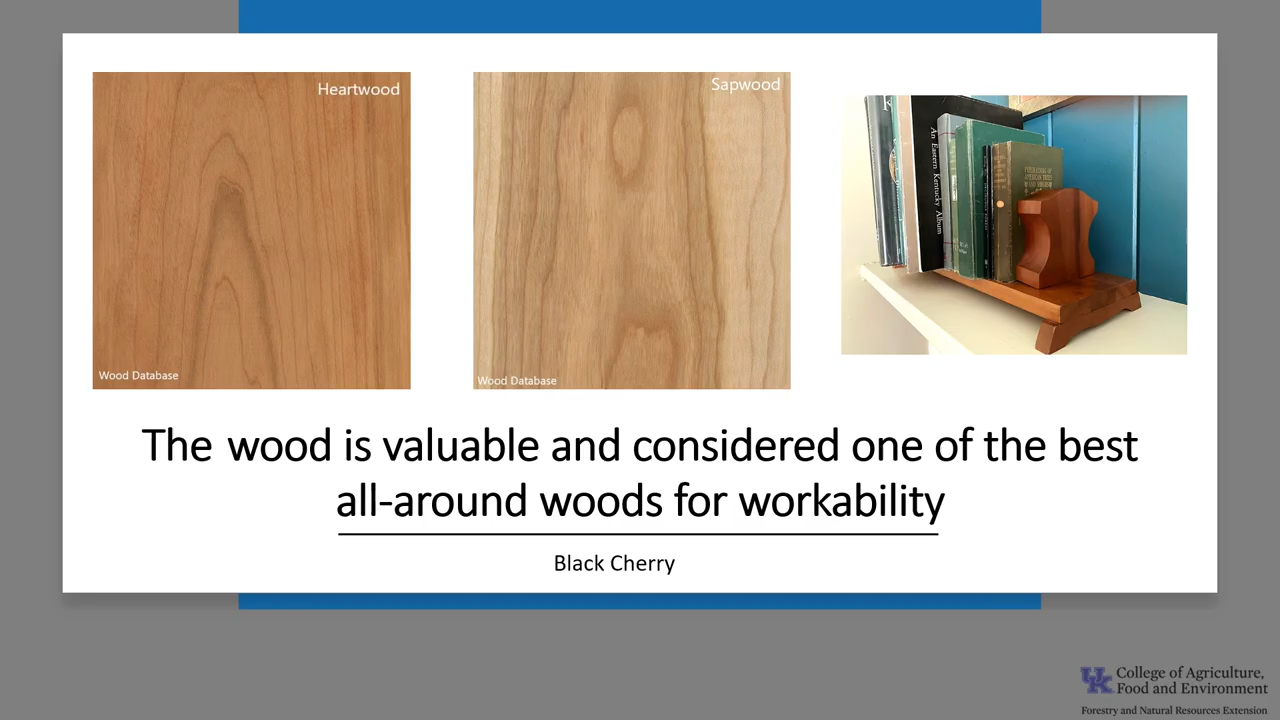 Heartwood
Wood Database
Sapwood
Wood Database
K
An Eastern Kentucky Album
The wood is valuable and considered one of the best
all-around woods for workability
Black Cherry
UK College of Agriculture,
Food and Environment
Forestry and Natural Resources Extension